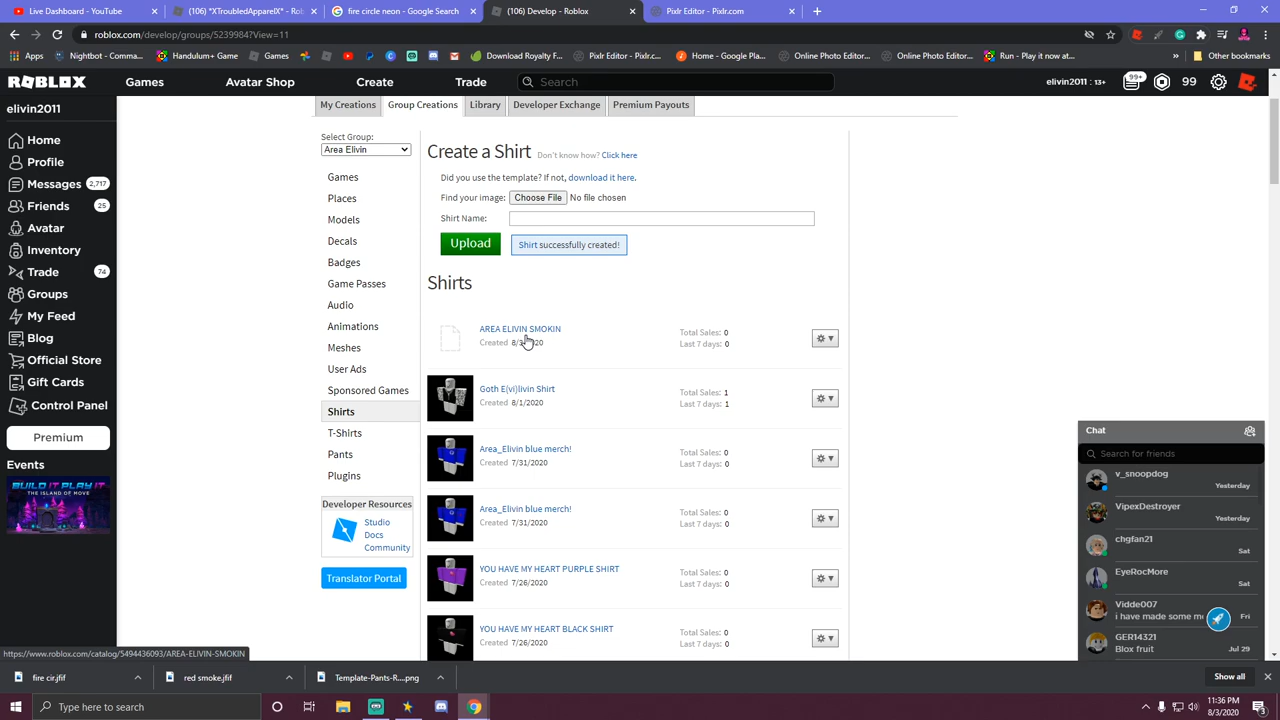 Live Dashboard - YouTube
(106) *XTroubledApparelX* - Rob
fire circle neon - Google Search
(106) Develop - Roblox
Pixlr Editor - Pixlr.com
roblox.com/develop/groups/5239984?View=11
Apps
Nightbot - Comma
Handulum+ Game
Games
Download Royalty F...
Pixlr Editor - Pixlr.c...
Home - Google Pla...
Online Photo Editor...
Online Photo Editor...
Run - Play it now at...
Other bookmarks
ROBLOX
Games
Avatar Shop
Create
Trade
Search
elivin2011 : 13+
99+
99
elivin2011
Home
Profile
Messages 2,717
Friends 25
Avatar
Inventory
Trade 74
Groups
My Feed
Blog
Official Store
Gift Cards
Control Panel
Premium
Events
BUILD IT PLAY IT
THE ISLAND OF MOVE
My Creations
Group Creations
Library
Developer Exchange
Premium Payouts
Select Group:
Area Elivin
Games
Places
Models
Decals
Badges
Game Passes
Audio
Animations
Meshes
User Ads
Sponsored Games
Shirts
T-Shirts
Pants
Plugins
Developer Resources
Studio
Docs
Community
Translator Portal
Create a Shirt Don't know how? Click here
Did you use the template? If not, download it here.
Find your image: Choose File No file chosen
Shirt Name:
Upload
Shirt successfully created!
Shirts
AREA ELIVIN SMOKIN
Total Sales: 0
Created 8/3/2020
Last 7 days: 0
Goth E(vi)livin Shirt
Total Sales: 1
Created 8/1/2020
Last 7 days: 1
Area_Elivin blue merch!
Total Sales: 0
Created 7/31/2020
Last 7 days: 0
Area_Elivin blue merch!
Total Sales: 0
Created 7/31/2020
Last 7 days: 0
YOU HAVE MY HEART PURPLE SHIRT
Total Sales: 0
Created 7/26/2020
Last 7 days: 0
YOU HAVE MY HEART BLACK SHIRT
Total Sales: 0
Created 7/26/2020
Last 7 days: 0
Chat
Search for friends
v_snoopdog
Yesterday
VipexDestroyer
Yesterday
chgfan21
Sat
EyeRocMore
Sat
Vidde007
i have made some m
Fri
GER14321
Blox fruit
Jul 29
https://www.roblox.com/catalog/5494436093/AREA-ELIVIN-SMOKIN
fire cir.jfif
red smoke.jfif
Template-Pants-R....png
Show all
Type here to search
11:36 PM
8/3/2020
3